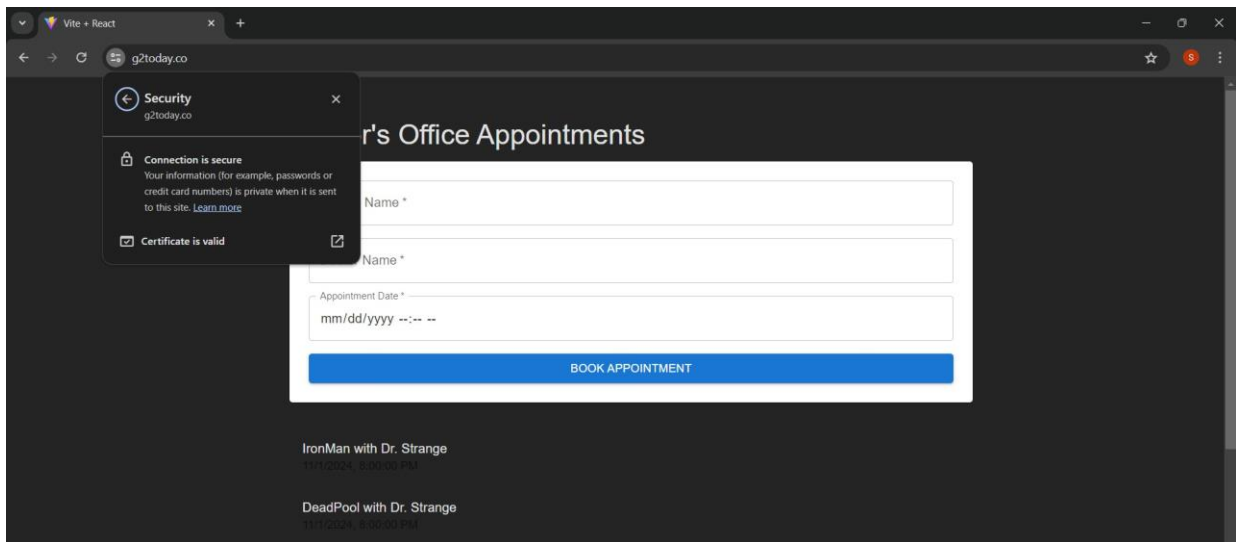 Vite + React
g2today.co
S
Security
g2today.co
r's Office Appointments
Connection is secure
Your information (for example, passwords or
credit card numbers) is private when it is sent
to this site. Learn more
Certificate is valid
Name *
Name *
Appointment Date *
mm/dd/yyyy --:-- --
BOOK APPOINTMENT
IronMan with Dr. Strange
11/1/2024, 8:00:00 PM
DeadPool with Dr. Strange
11/1/2024, 8:00:00 PM